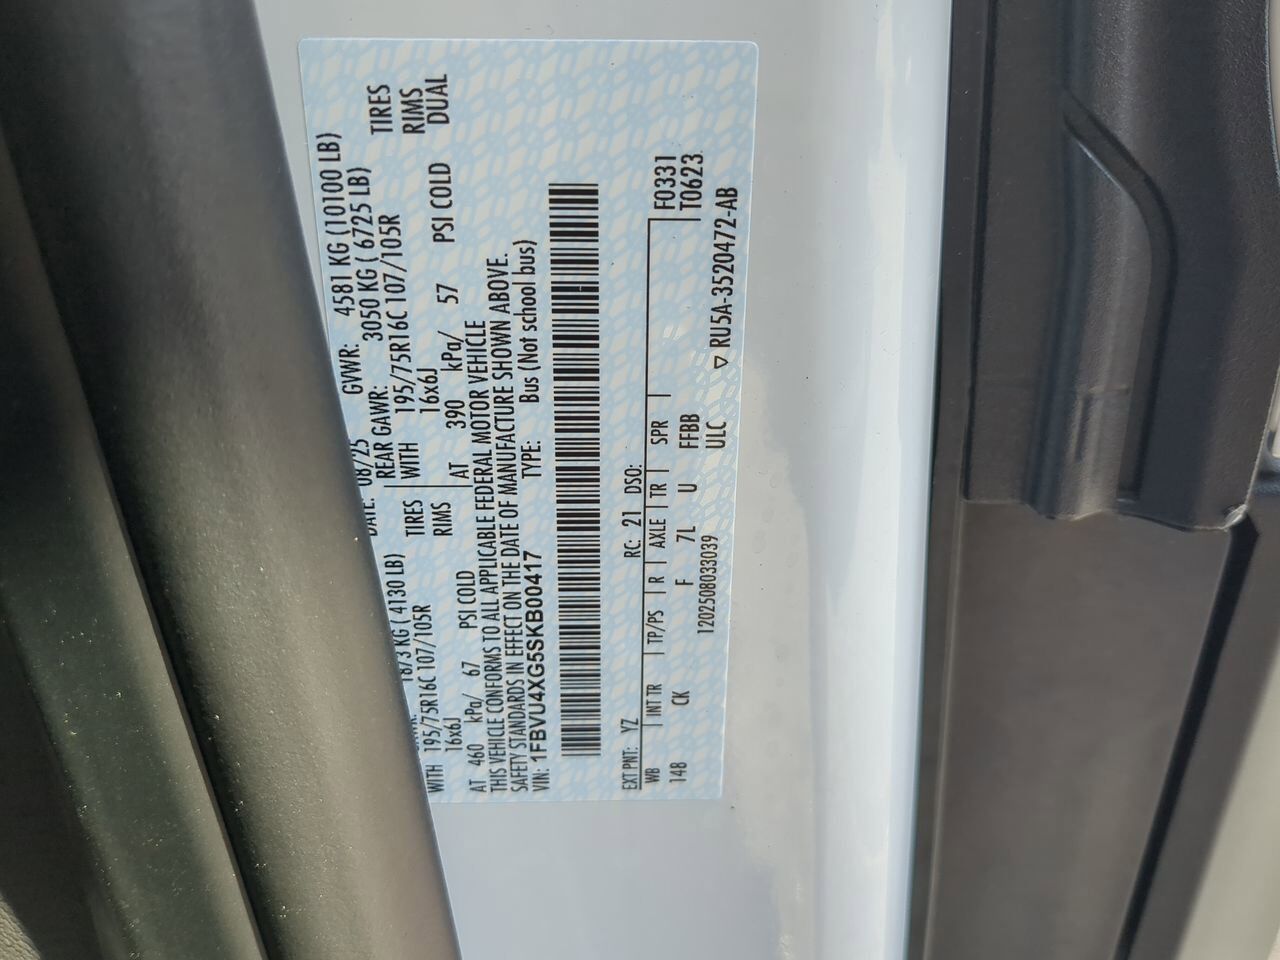 DATE: 08/25 GVWR: 4581 KG (10100 LB)
1873 KG ( 4130 LB) REAR GAWR: 3050 KG ( 6725 LB)
WITH 195/75R16C 107/105R TIRES WITH 195/75R16C 107/105R TIRES
16x6J RIMS 16x6J RIMS
AT 460 kPa/ 67 PSI COLD AT 390 kPa/ 57 PSI COLD DUAL
THIS VEHICLE CONFORMS TO ALL APPLICABLE FEDERAL MOTOR VEHICLE
SAFETY STANDARDS IN EFFECT ON THE DATE OF MANUFACTURE SHOWN ABOVE.
VIN: 1FBVU4XG5SKB00417 TYPE: Bus (Not school bus)
EXT PNT: YZ RC: 21 DSO: F0331
WB INT TR TP/PS R AXLE TR SPR T0623
148 CK F 7L U FFBB
1202508033039 ULC ▽ RU5A-3520472-AB